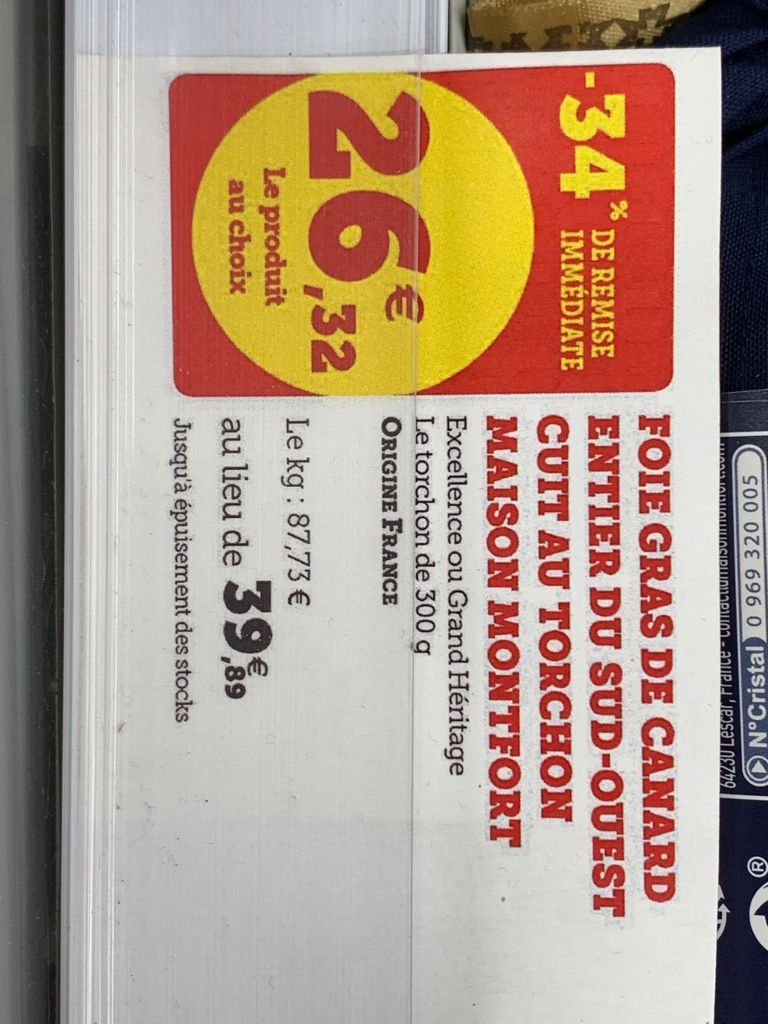 -34% DE REMISE
IMMÉDIATE
26€,32
Le produit
au choix
FOIE GRAS DE CANARD
ENTIER DU SUD-OUEST
CUIT AU TORCHON
MAISON MONTFORT
Excellence ou Grand Héritage
Le torchon de 300 g
ORIGINE FRANCE
Le kg : 87,73 €
au lieu de 39€,89
Jusqu'à épuisement des stocks
N°Cristal 0 969 320 005
64230 Lescar, France -
®